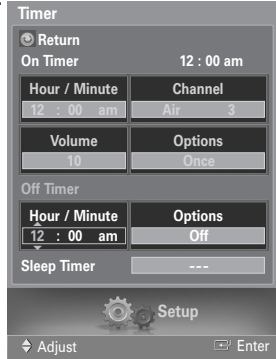 Timer
Return
On Timer 12 : 00 am
Hour / Minute Channel
12 : 00 am Air 3
Volume Options
10 Once
Off Timer
Hour / Minute Options
12 : 00 am Off
Sleep Timer ---
Setup
Adjust Enter